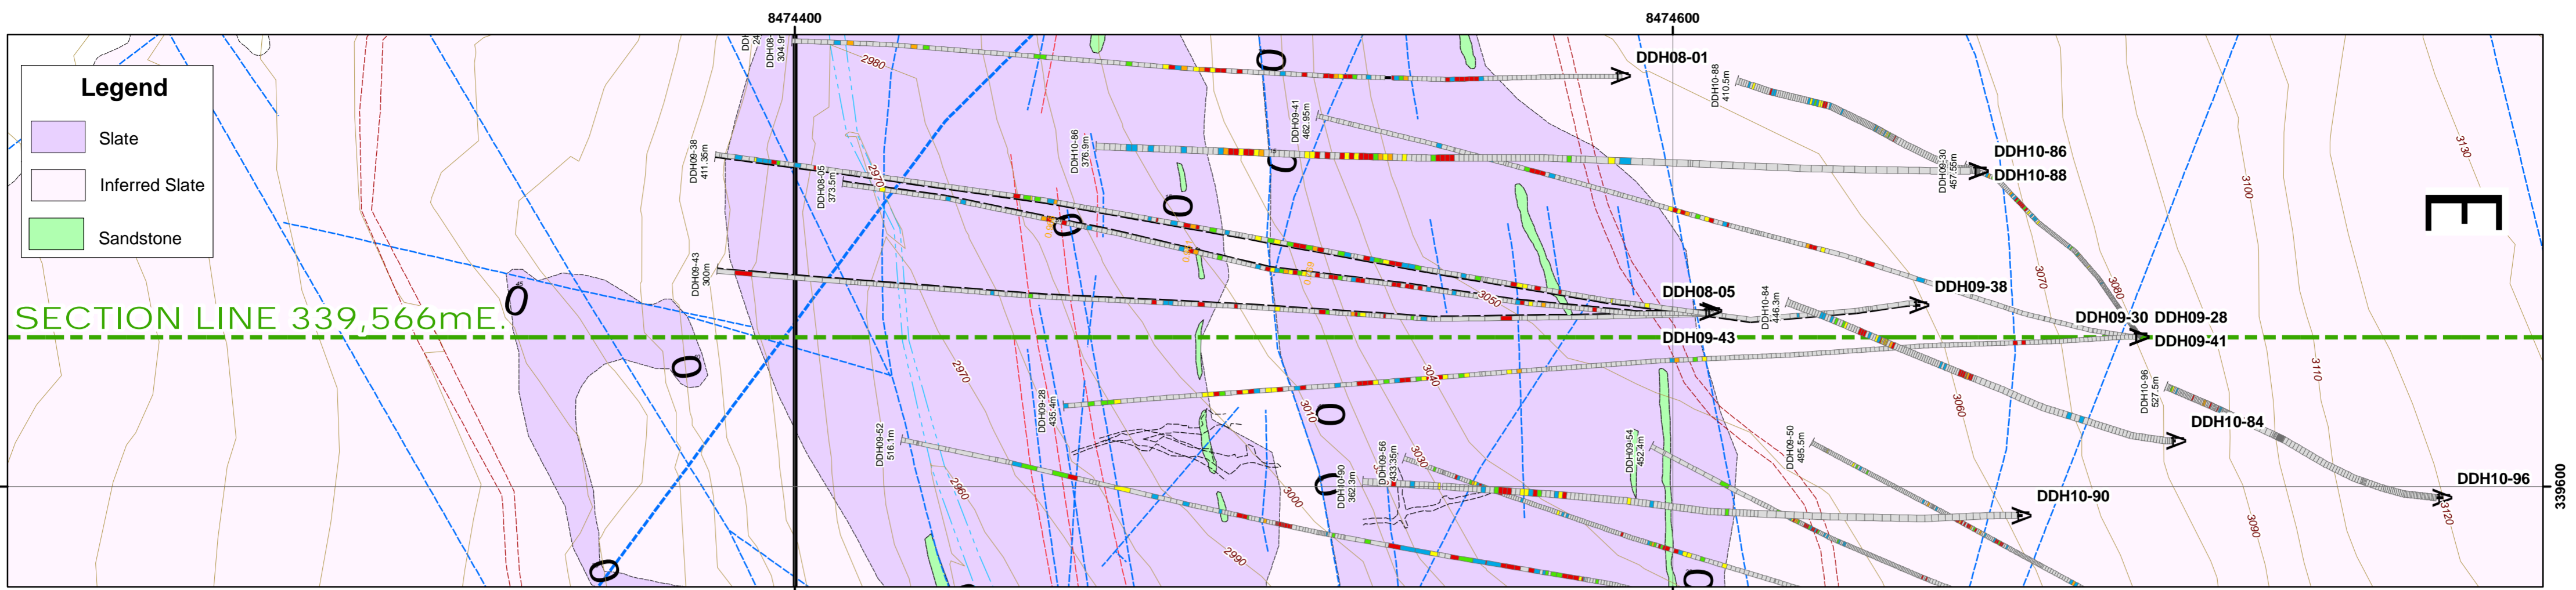 8474400
8474600
DDH08-01
DDH08-
304.9m
2980
DDH10-88
410.5m
Legend
Slate
Inferred Slate
Sandstone
DDH09-41
462.95m
DDH10-86
376.9m
DDH09-38
411.35m
DDH08-05
373.5m
2970
DDH09-30
457.55m
DDH10-86
DDH10-88
3130
3100
E
DDH09-43
300m
3070
3080
3060
DDH08-05
DDH10-84
446.3m
DDH09-38
SECTION LINE 339,566mE.
DDH09-43
DDH09-30
DDH09-28
DDH09-41
2970
3040
3110
DDH09-28
435.4m
3010
3060
DDH10-96
527.5m
DDH09-52
516.1m
DDH10-84
DDH09-56
433.35m
3030
DDH09-54
452.4m
DDH09-50
495.5m
DDH10-90
362.3m
DDH10-96
DDH10-90
339600
2960
3000
3120
3090
2990